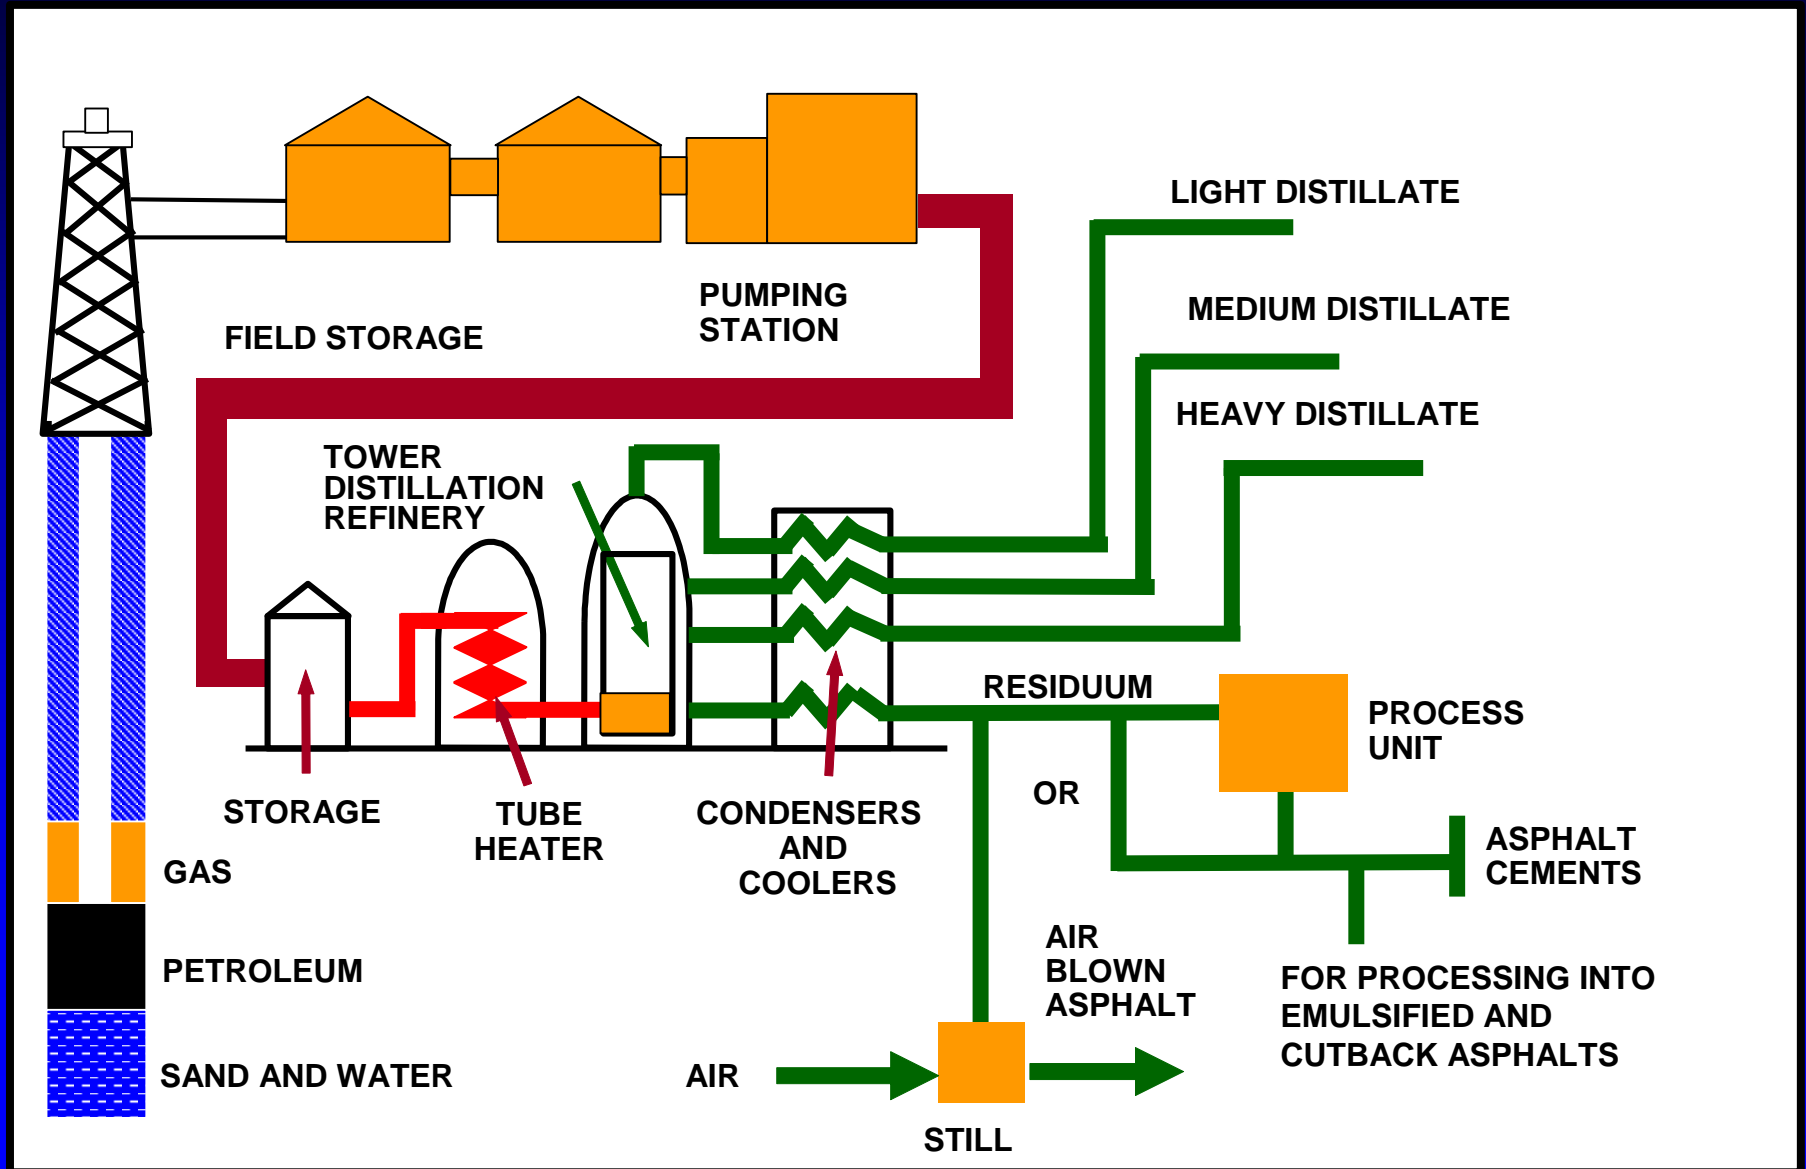 LIGHT DISTILLATE
PUMPING
STATION
MEDIUM DISTILLATE
FIELD STORAGE
HEAVY DISTILLATE
TOWER
DISTILLATION
REFINERY
RESIDUUM
PROCESS
UNIT
OR
STORAGE
TUBE
HEATER
CONDENSERS
AND
COOLERS
ASPHALT
CEMENTS
GAS
AIR
BLOWN
ASPHALT
PETROLEUM
FOR PROCESSING INTO
EMULSIFIED AND
CUTBACK ASPHALTS
SAND AND WATER
AIR
STILL